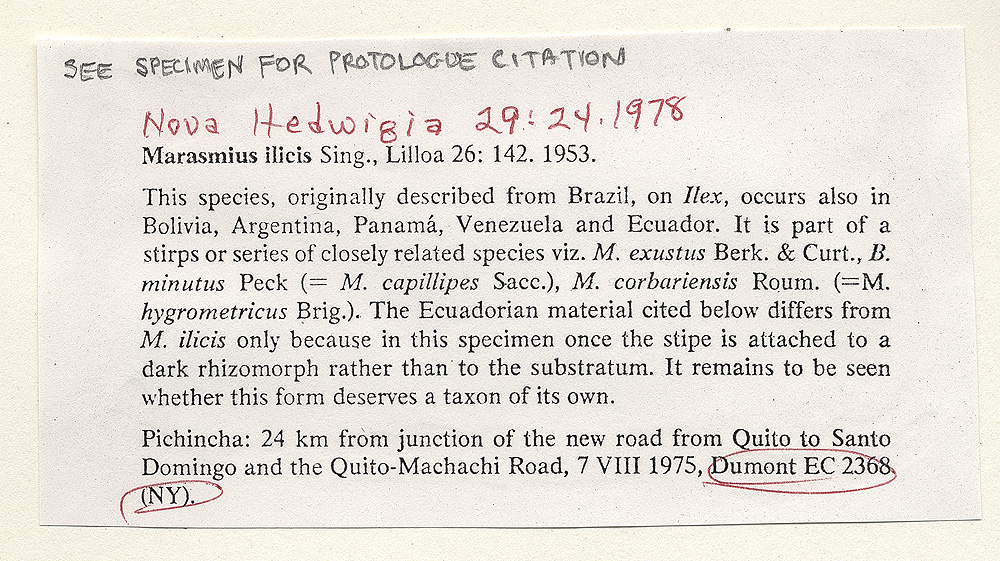 SEE SPECIMEN FOR PROTOLOGUE CITATION
Nova Hedwigia 29: 24. 1978
Marasmius ilicis Sing., Lilloa 26: 142. 1953.
This species, originally described from Brazil, on Ilex, occurs also in
Bolivia, Argentina, Panamá, Venezuela and Ecuador. It is part of a
stirps or series of closely related species viz. M. exustus Berk. & Curt., B.
minutus Peck (= M. capillipes Sacc.), M. corbariensis Roum. (=M.
hygrometricus Brig.). The Ecuadorian material cited below differs from
M. ilicis only because in this specimen once the stipe is attached to a
dark rhizomorph rather than to the substratum. It remains to be seen
whether this form deserves a taxon of its own.
Pichincha: 24 km from junction of the new road from Quito to Santo
Domingo and the Quito-Machachi Road, 7 VIII 1975, Dumont EC 2368
(NY).